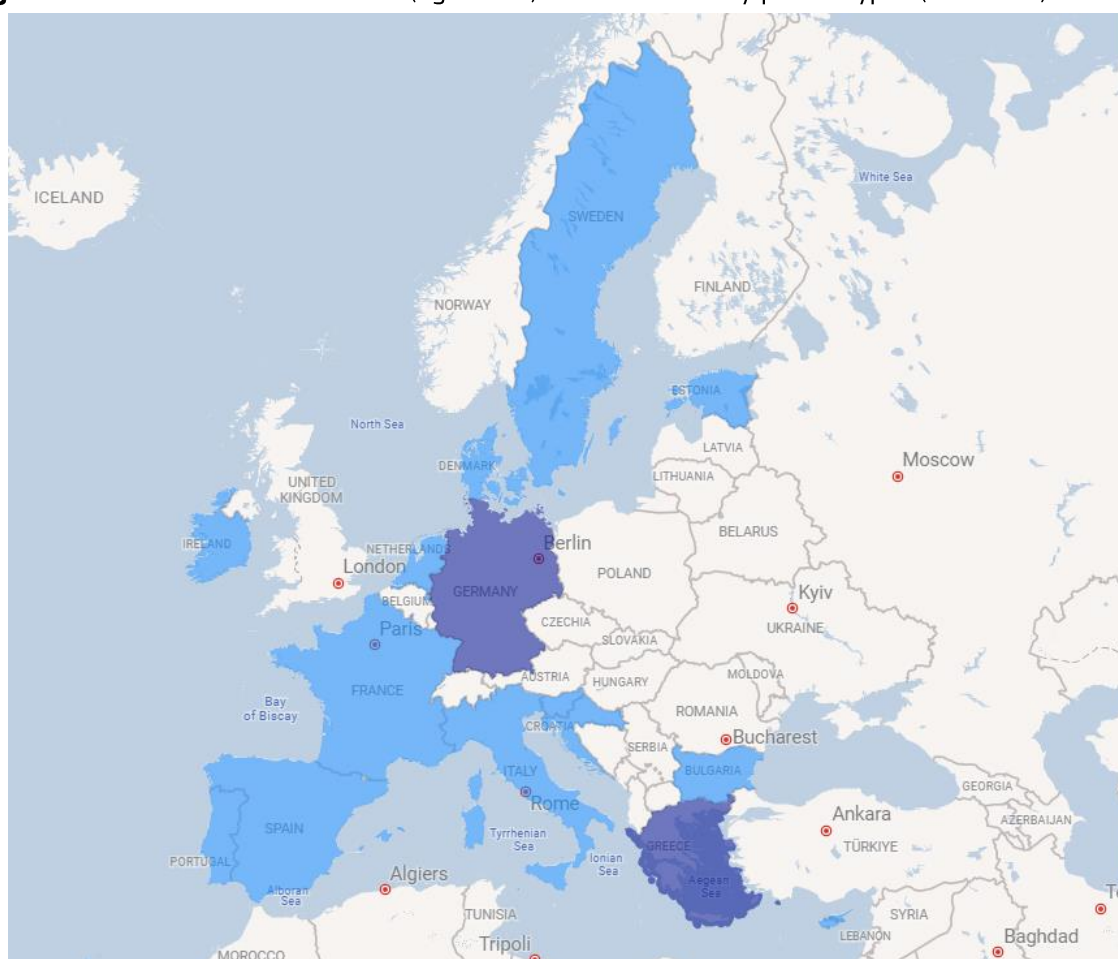 ICELAND
White Sea
SWEDEN
FINLAND
NORWAY
ESTONIA
North Sea
LATVIA
DENMARK
Moscow
LITHUANIA
UNITED
KINGDOM
BELARUS
IRELAND
NETHERLANDS
Berlin
London
POLAND
GERMANY
BELGIUM
Kyiv
CZECHIA
UKRAINE
Paris
SLOVAKIA
MOLDOVA
AUSTRIA
HUNGARY
FRANCE
Bay
of Biscay
ROMANIA
CROATIA
Bucharest
SERBIA
ITALY
BULGARIA
GEORGIA
Rome
Ankara
AZERBAIJAN
SPAIN
Tyrrhenian
Sea
GREECE
TÜRKIYE
PORTUGAL
Ionian
Sea
Algiers
Aegean
Sea
Alboran
Sea
TUNISIA
SYRIA
LEBANON
Baghdad
Tripoli
MOROCCO